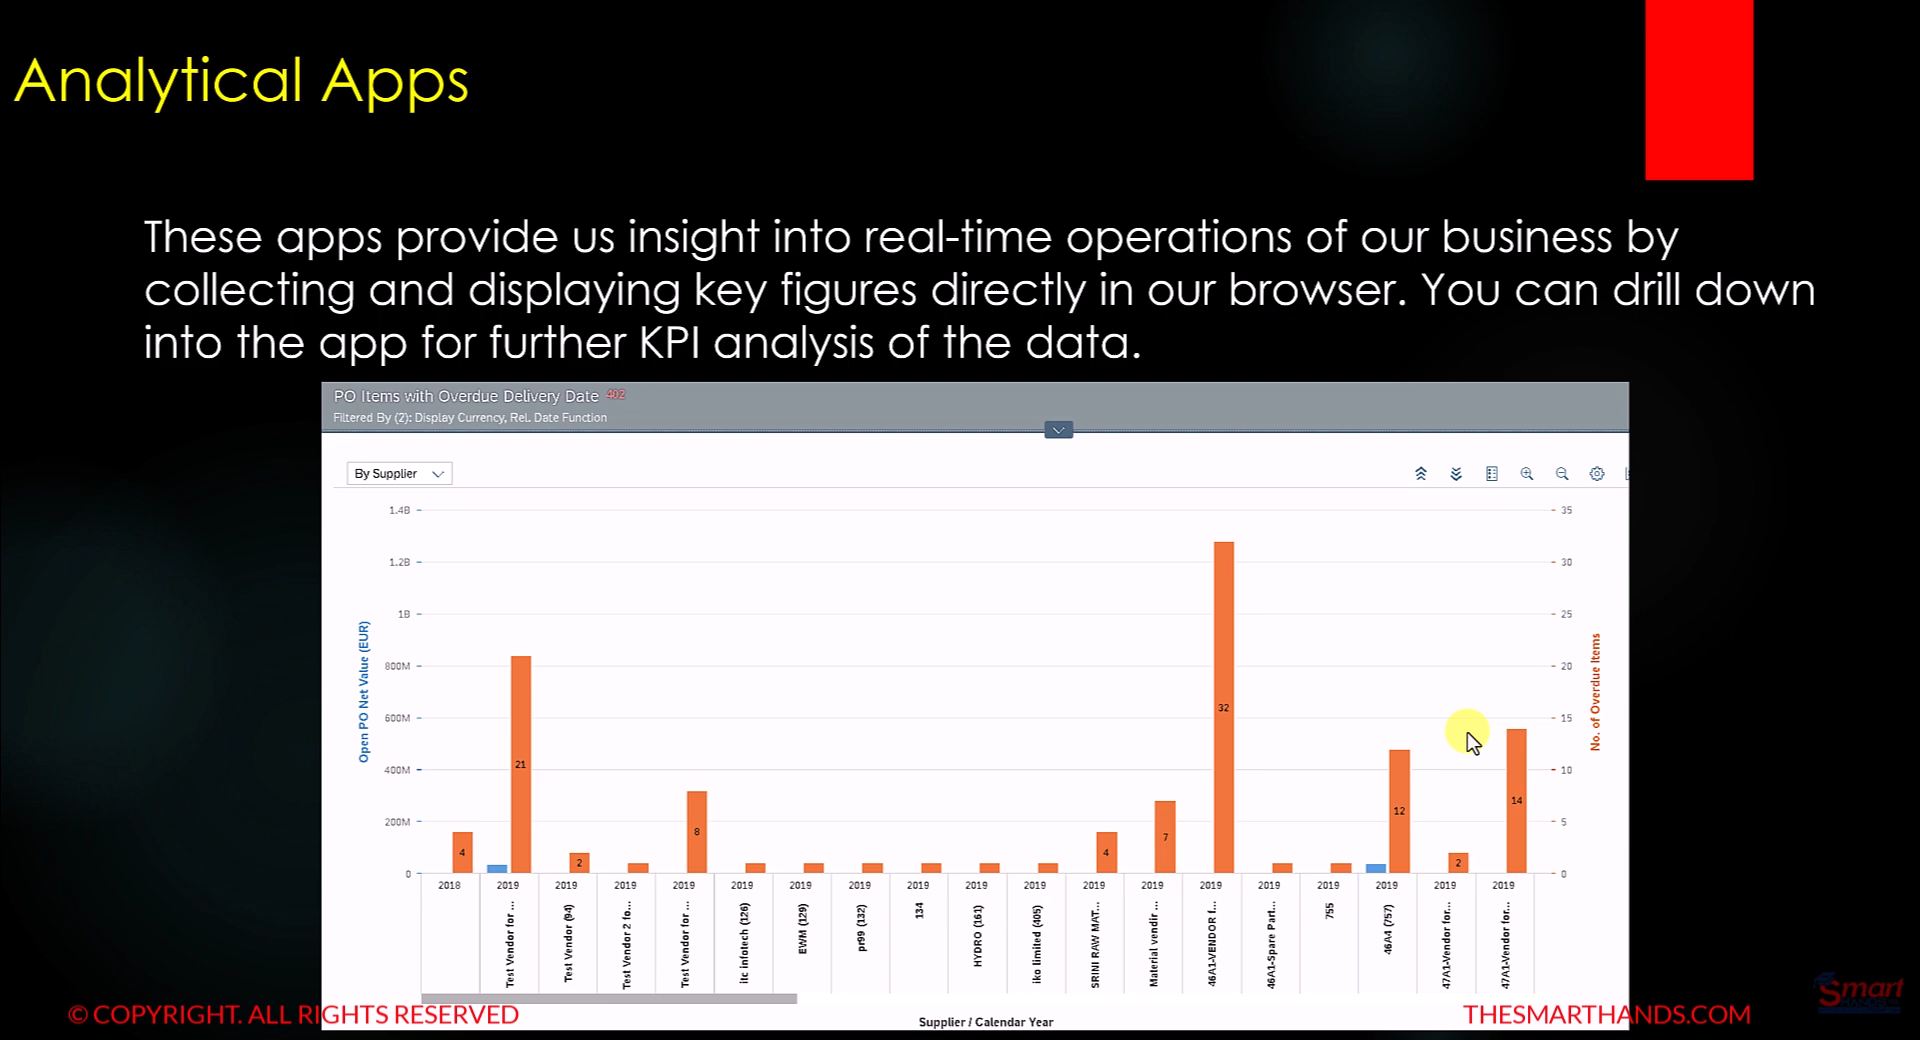 Analytical Apps
These apps provide us insight into real-time operations of our business by
collecting and displaying key figures directly in our browser. You can drill down
into the app for further KPI analysis of the data.
PO Items with Overdue Delivery Date 402
Filtered By (2): Display Currency, Rel. Date Function
By Supplier
1.4B
1.2B
1B
800M
600M
400M
200M
0
Open PO Net Value (EUR)
35
30
25
20
15
10
5
0
No. of Overdue Items
4
21
2
8
4
7
32
12
2
14
2018 2019 2019 2019 2019 2019 2019 2019 2019 2019 2019 2019 2019 2019 2019 2019 2019 2019 2019
Test Vendor for ...
Test Vendor (94)
Test Vendor 2 fo...
Test Vendor for ...
itc infotech (126)
EWM (129)
pr99 (132)
134
HYDRO (161)
iko limited (405)
SRINI RAW MAT...
Material vendir ...
46A1-VENDOR f...
46A1-Spare Part...
755
46A4 (757)
47A1-Vendor for...
47A1-Vendor for...
Supplier / Calendar Year
© COPYRIGHT. ALL RIGHTS RESERVED
THESMARTHANDS.COM
Smart